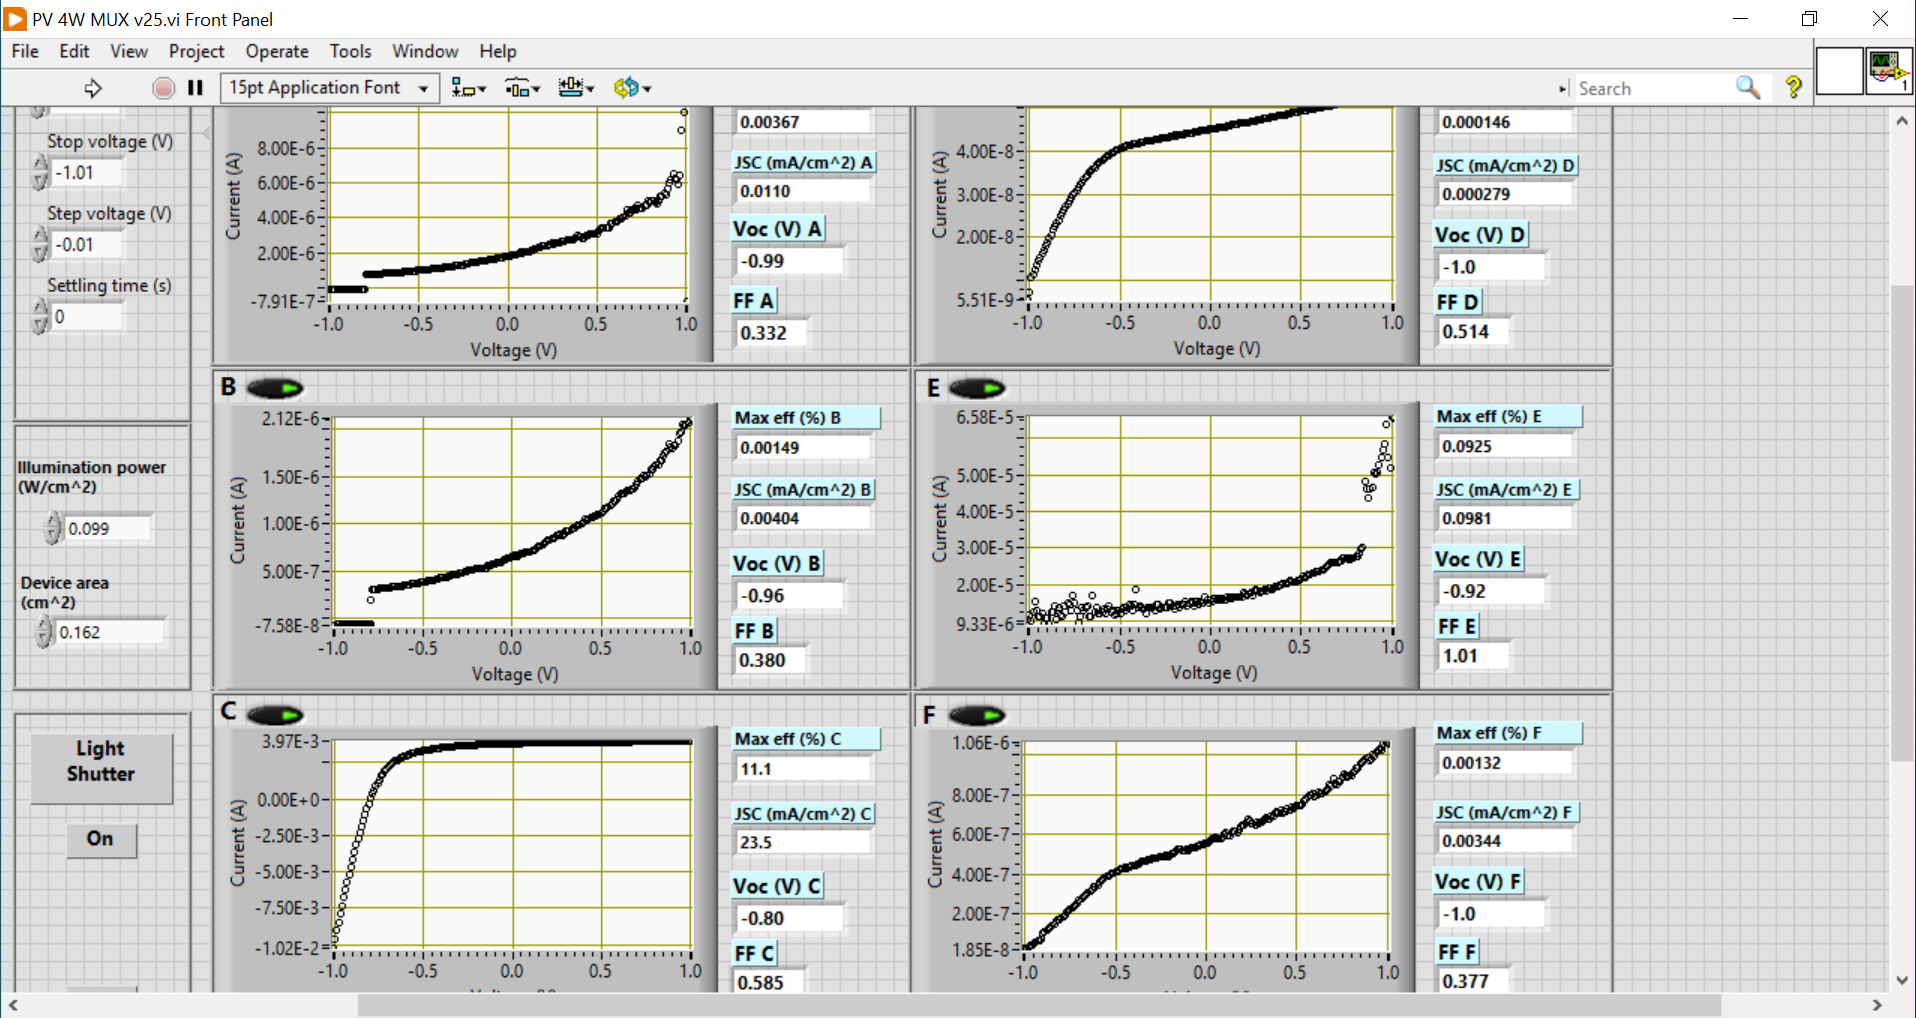 PV 4W MUX v25.vi Front Panel
File Edit View Project Operate Tools Window Help
15pt Application Font
Search
1
Stop voltage (V)
-1.01
Step voltage (V)
-0.01
Settling time (s)
0
Illumination power
(W/cm^2)
0.099
Device area
(cm^2)
0.162
Light
Shutter
On
Current (A)
8.00E-6
6.00E-6
4.00E-6
2.00E-6
-7.91E-7
-1.0 -0.5 0.0 0.5 1.0
Voltage (V)
0.00367
JSC (mA/cm^2) A
0.0110
Voc (V) A
-0.99
FF A
0.332
Current (A)
4.00E-8
3.00E-8
2.00E-8
5.51E-9
-1.0 -0.5 0.0 0.5 1.0
Voltage (V)
0.000146
JSC (mA/cm^2) D
0.000279
Voc (V) D
-1.0
FF D
0.514
B
Current (A)
2.12E-6
1.50E-6
1.00E-6
5.00E-7
-7.58E-8
-1.0 -0.5 0.0 0.5 1.0
Voltage (V)
Max eff (%) B
0.00149
JSC (mA/cm^2) B
0.00404
Voc (V) B
-0.96
FF B
0.380
E
Current (A)
6.58E-5
5.00E-5
4.00E-5
3.00E-5
2.00E-5
9.33E-6
-1.0 -0.5 0.0 0.5 1.0
Voltage (V)
Max eff (%) E
0.0925
JSC (mA/cm^2) E
0.0981
Voc (V) E
-0.92
FF E
1.01
C
Current (A)
3.97E-3
0.00E+0
-2.50E-3
-5.00E-3
-7.50E-3
-1.02E-2
-1.0 -0.5 0.0 0.5 1.0
Max eff (%) C
11.1
JSC (mA/cm^2) C
23.5
Voc (V) C
-0.80
FF C
0.585
F
Current (A)
1.06E-6
8.00E-7
6.00E-7
4.00E-7
2.00E-7
1.85E-8
-1.0 -0.5 0.0 0.5 1.0
Max eff (%) F
0.00132
JSC (mA/cm^2) F
0.00344
Voc (V) F
-1.0
FF F
0.377